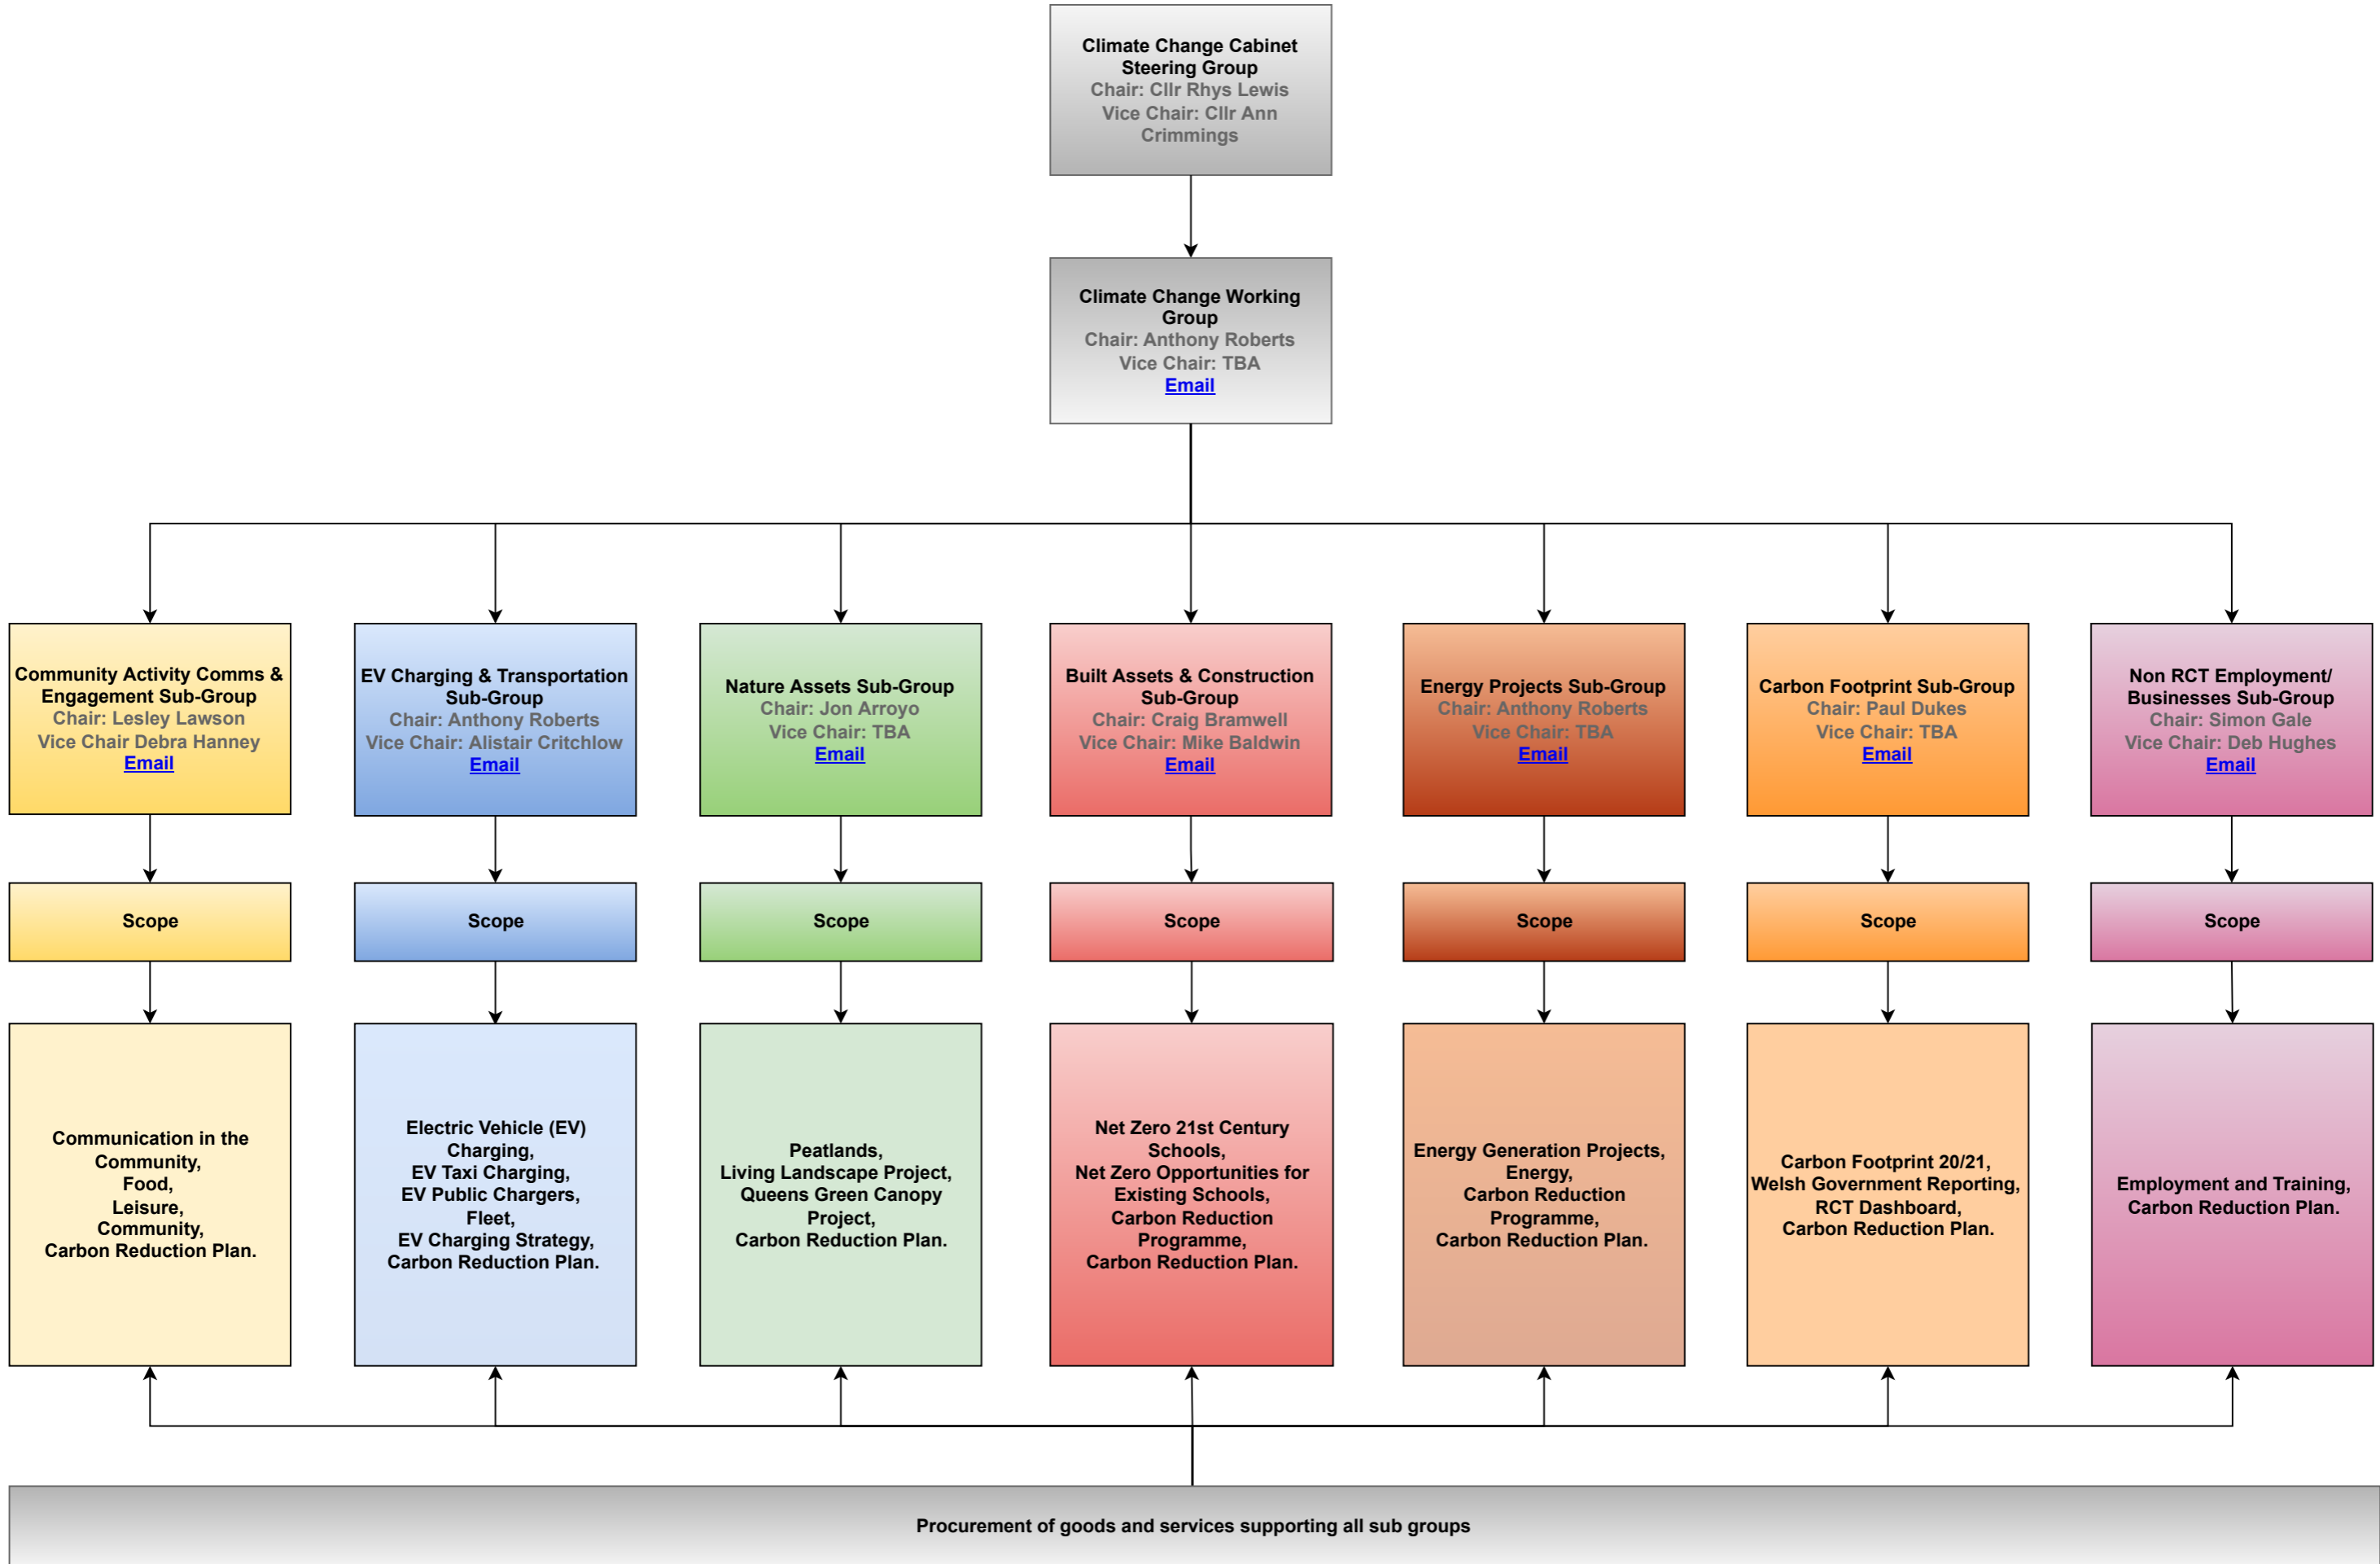 Climate Change Cabinet
Steering Group
Chair: Cllr Rhys Lewis
Vice Chair: Cllr Ann
Crimmings
Climate Change Working
Group
Chair: Anthony Roberts
Vice Chair: TBA
Email
Community Activity Comms &
Engagement Sub-Group
Chair: Lesley Lawson
Vice Chair Debra Hanney
Email
EV Charging & Transportation
Sub-Group
Chair: Anthony Roberts
Vice Chair: Alistair Critchlow
Email
Nature Assets Sub-Group
Chair: Jon Arroyo
Vice Chair: TBA
Email
Built Assets & Construction
Sub-Group
Chair: Craig Bramwell
Vice Chair: Mike Baldwin
Email
Energy Projects Sub-Group
Chair: Anthony Roberts
Vice Chair: TBA
Email
Carbon Footprint Sub-Group
Chair: Paul Dukes
Vice Chair: TBA
Email
Non RCT Employment/
Businesses Sub-Group
Chair: Simon Gale
Vice Chair: Deb Hughes
Email
Scope
Scope
Scope
Scope
Scope
Scope
Scope
Communication in the
Community,
Food,
Leisure,
Community,
Carbon Reduction Plan.
Electric Vehicle (EV)
Charging,
EV Taxi Charging,
EV Public Chargers,
Fleet,
EV Charging Strategy,
Carbon Reduction Plan.
Peatlands,
Living Landscape Project,
Queens Green Canopy
Project,
Carbon Reduction Plan.
Net Zero 21st Century
Schools,
Net Zero Opportunities for
Existing Schools,
Carbon Reduction
Programme,
Carbon Reduction Plan.
Energy Generation Projects,
Energy,
Carbon Reduction
Programme,
Carbon Reduction Plan.
Carbon Footprint 20/21,
Welsh Government Reporting,
RCT Dashboard,
Carbon Reduction Plan.
Employment and Training,
Carbon Reduction Plan.
Procurement of goods and services supporting all sub groups